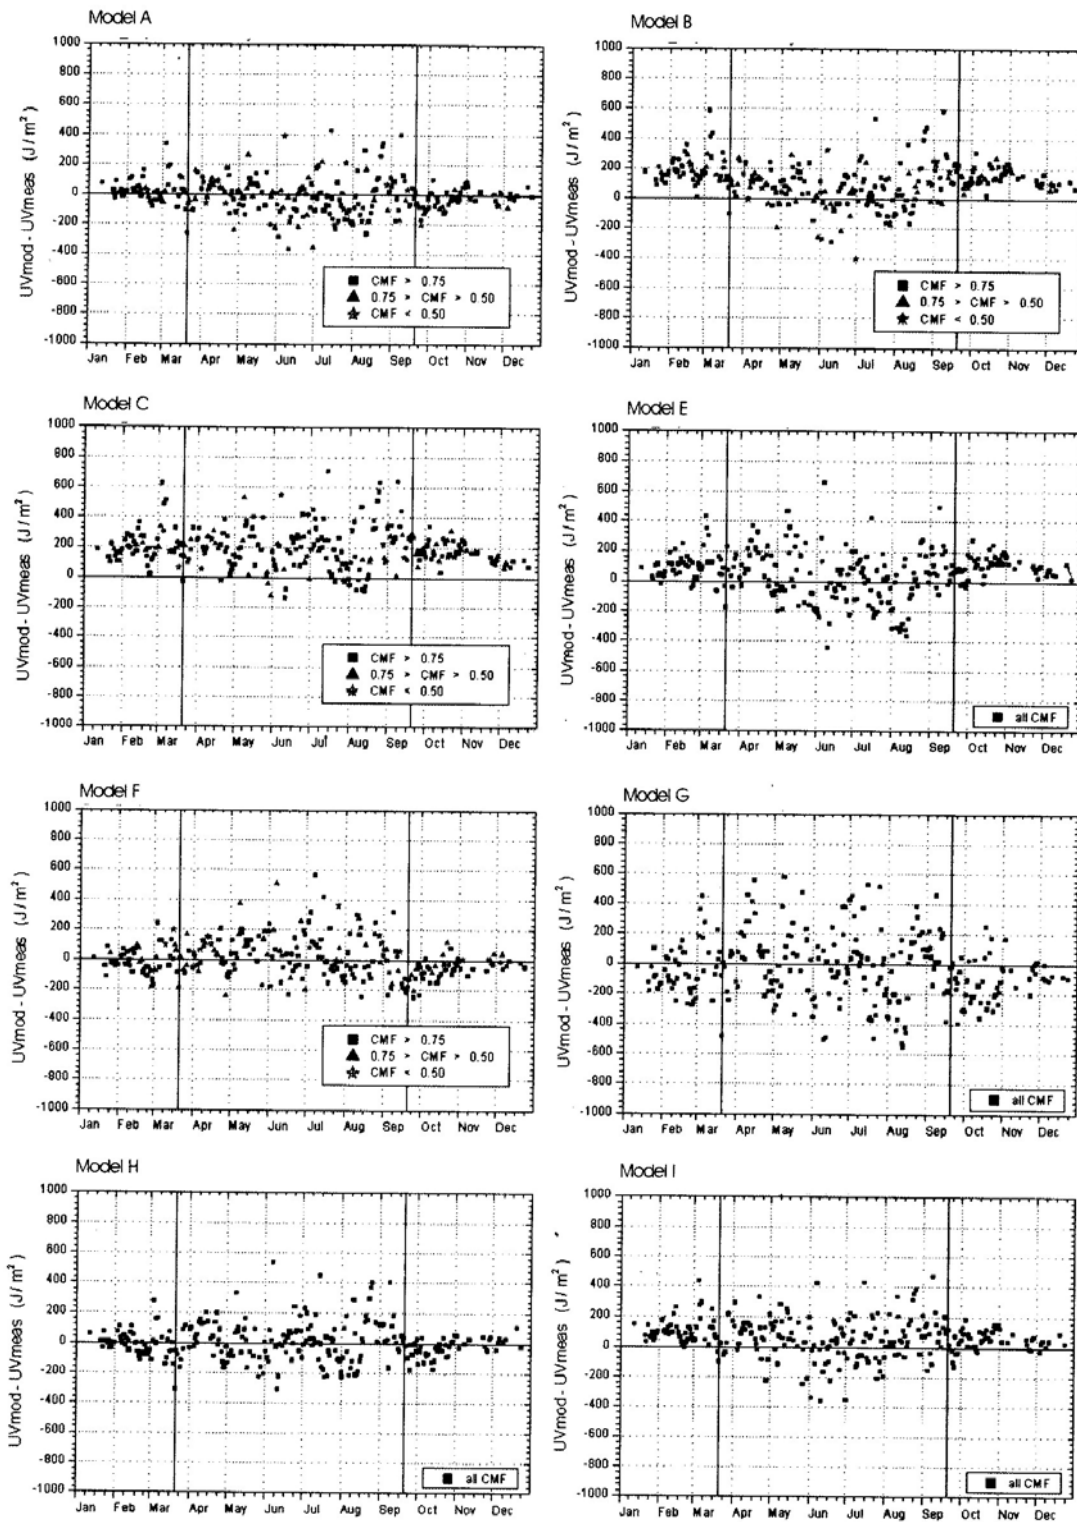 Model A
UVmod - UVmeas (J / m²)
1000
800
600
400
200
0
-200
-400
-600
-800
-1000
CMF > 0.75
0.75 > CMF > 0.50
CMF < 0.50
Jan Feb Mar Apr May Jun Jul Aug Sep Oct Nov Dec
Model B
UVmod - UVmeas (J / m²)
1000
800
600
400
200
0
-200
-400
-600
-800
-1000
CMF > 0.75
0.75 > CMF > 0.50
CMF < 0.50
Jan Feb Mar Apr May Jun Jul Aug Sep Oct Nov Dec
Model C
UVmod - UVmeas (J / m²)
1000
800
600
400
200
0
-200
-400
-600
-800
-1000
CMF > 0.75
0.75 > CMF > 0.50
CMF < 0.50
Jan Feb Mar Apr May Jun Jul Aug Sep Oct Nov Dec
Model E
UVmod - UVmeas (J / m²)
1000
800
600
400
200
0
-200
-400
-600
-800
-1000
all CMF
Jan Feb Mar Apr May Jun Jul Aug Sep Oct Nov Dec
Model F
UVmod - UVmeas (J / m²)
1000
800
600
400
200
0
-200
-400
-600
-800
-1000
CMF > 0.75
0.75 > CMF > 0.50
CMF < 0.50
Jan Feb Mar Apr May Jun Jul Aug Sep Oct Nov Dec
Model G
UVmod - UVmeas (J / m²)
1000
800
600
400
200
0
-200
-400
-600
-800
-1000
all CMF
Jan Feb Mar Apr May Jun Jul Aug Sep Oct Nov Dec
Model H
UVmod - UVmeas (J / m²)
1000
800
600
400
200
0
-200
-400
-600
-800
-1000
all CMF
Jan Feb Mar Apr May Jun Jul Aug Sep Oct Nov Dec
Model I
UVmod - UVmeas (J / m²)
1000
800
600
400
200
0
-200
-400
-600
-800
-1000
all CMF
Jan Feb Mar Apr May Jun Jul Aug Sep Oct Nov Dec